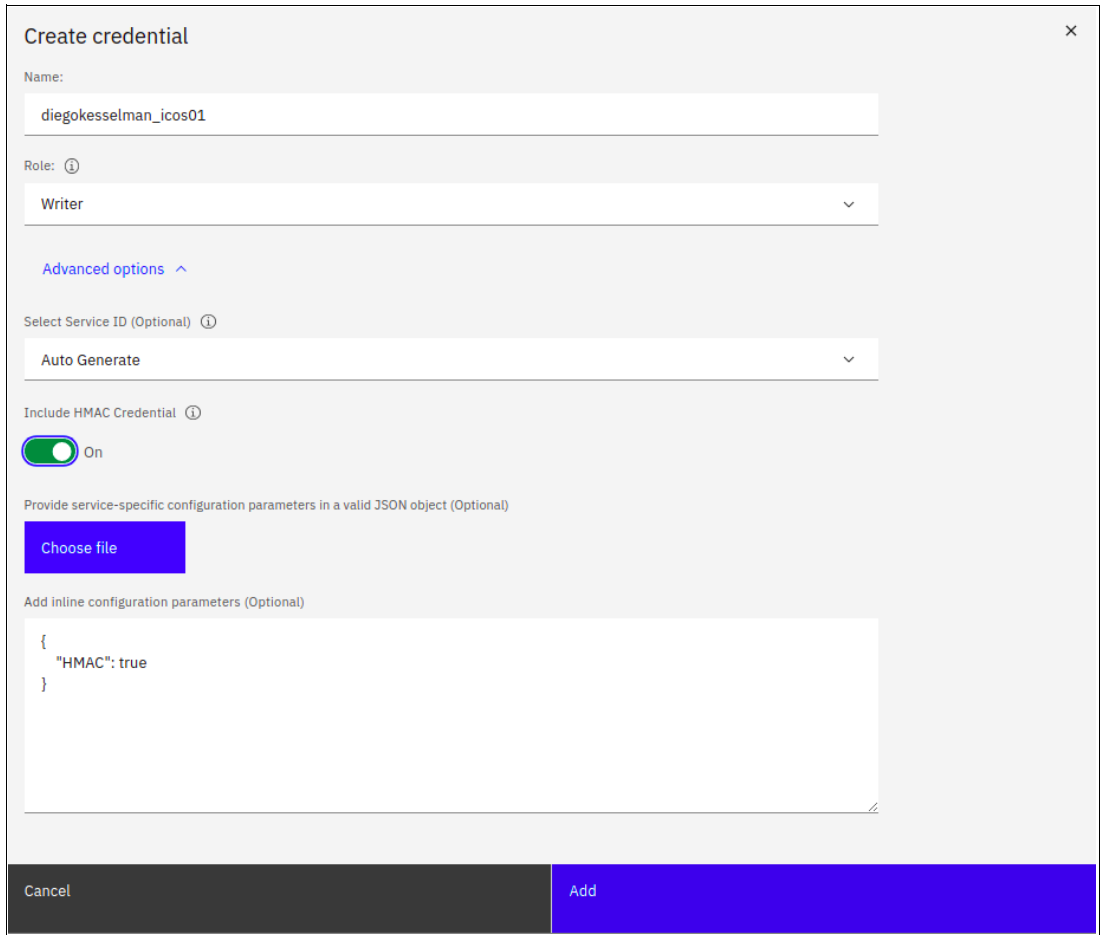 Create credential
Name:
diegokesselman_icos01
Role:
Writer
Advanced options
Select Service ID (Optional)
Auto Generate
Include HMAC Credential
On
Provide service-specific configuration parameters in a valid JSON object (Optional)
Choose file
Add inline configuration parameters (Optional)
{
"HMAC": true
}
Cancel
Add